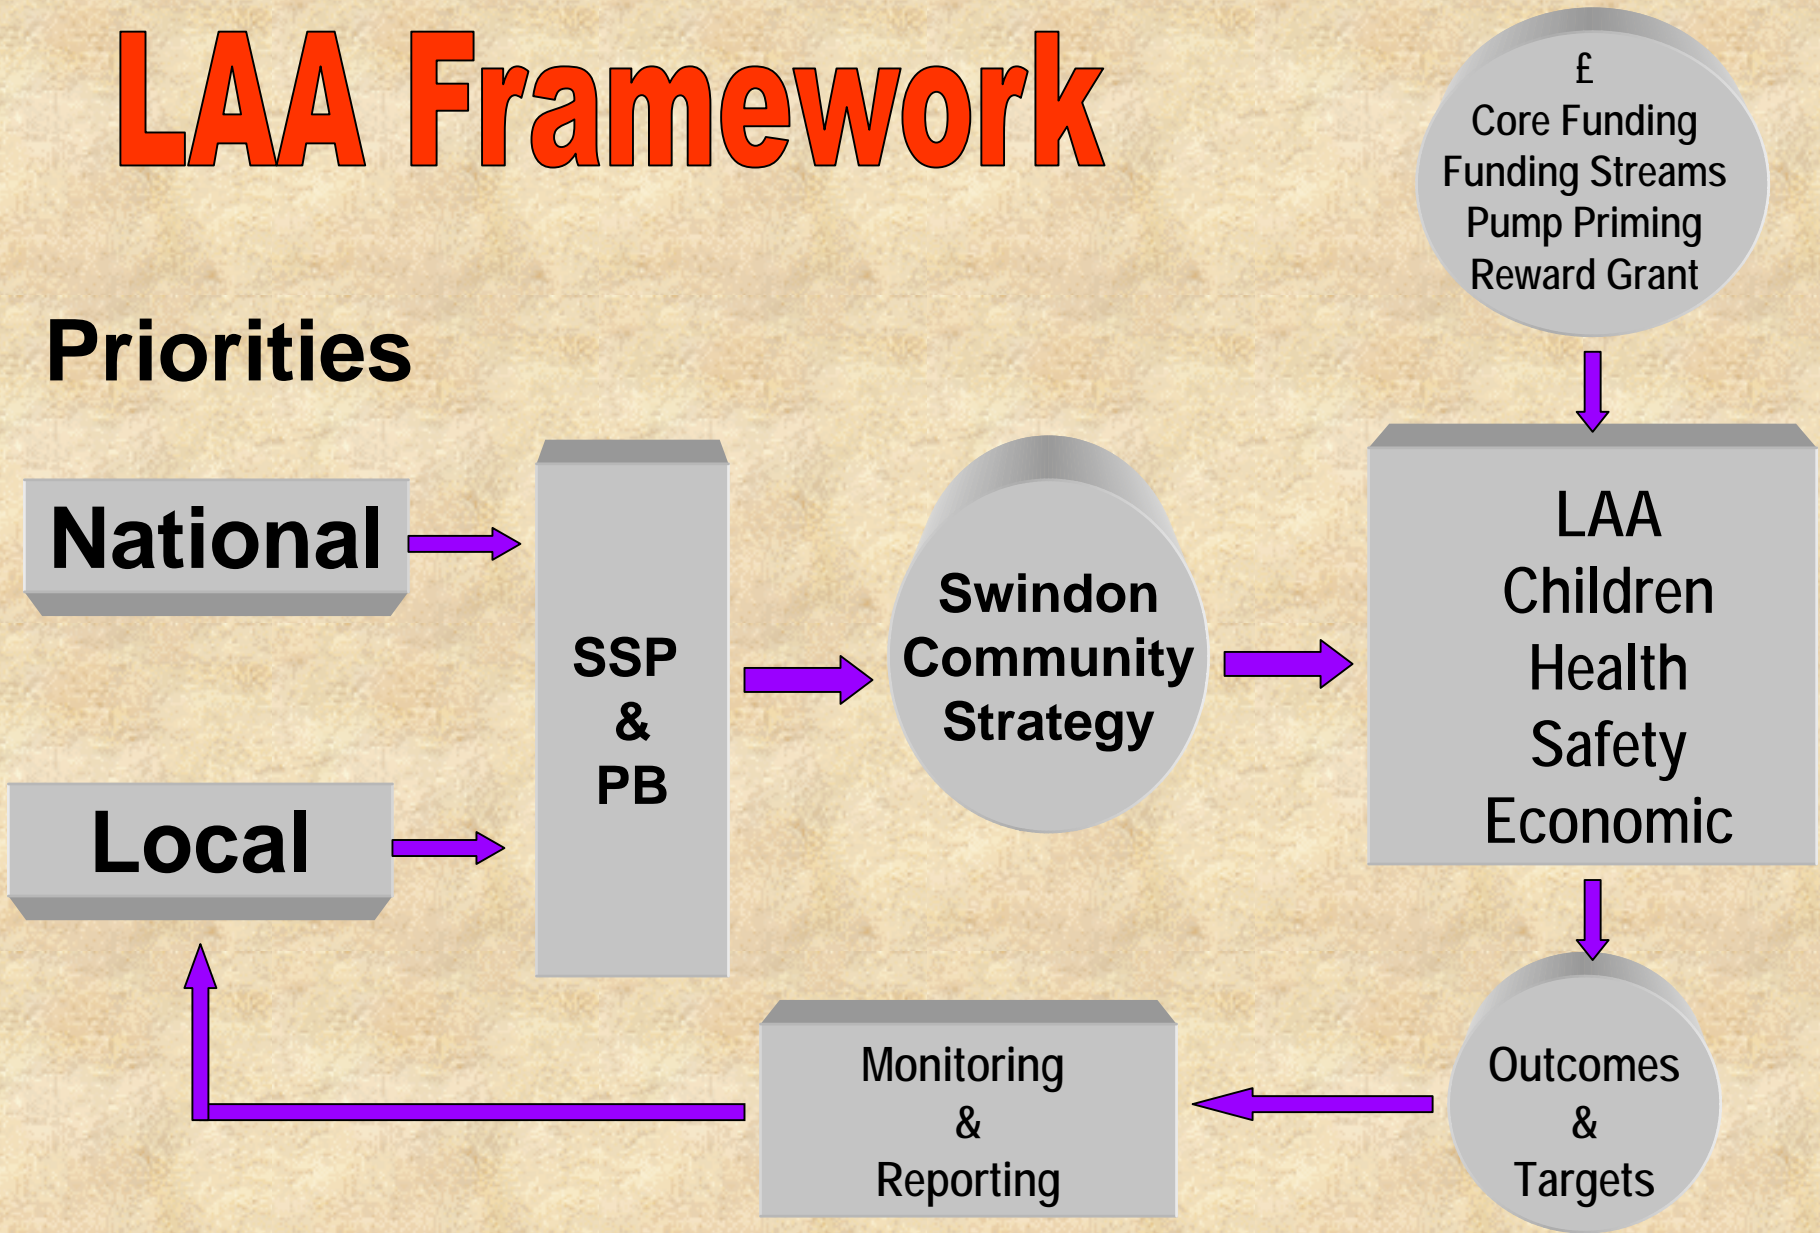 LAA Framework
£
Core Funding
Funding Streams
Pump Priming
Reward Grant
Priorities
National
Local
SSP
&
PB
Swindon
Community
Strategy
LAA
Children
Health
Safety
Economic
Monitoring
&
Reporting
Outcomes
&
Targets